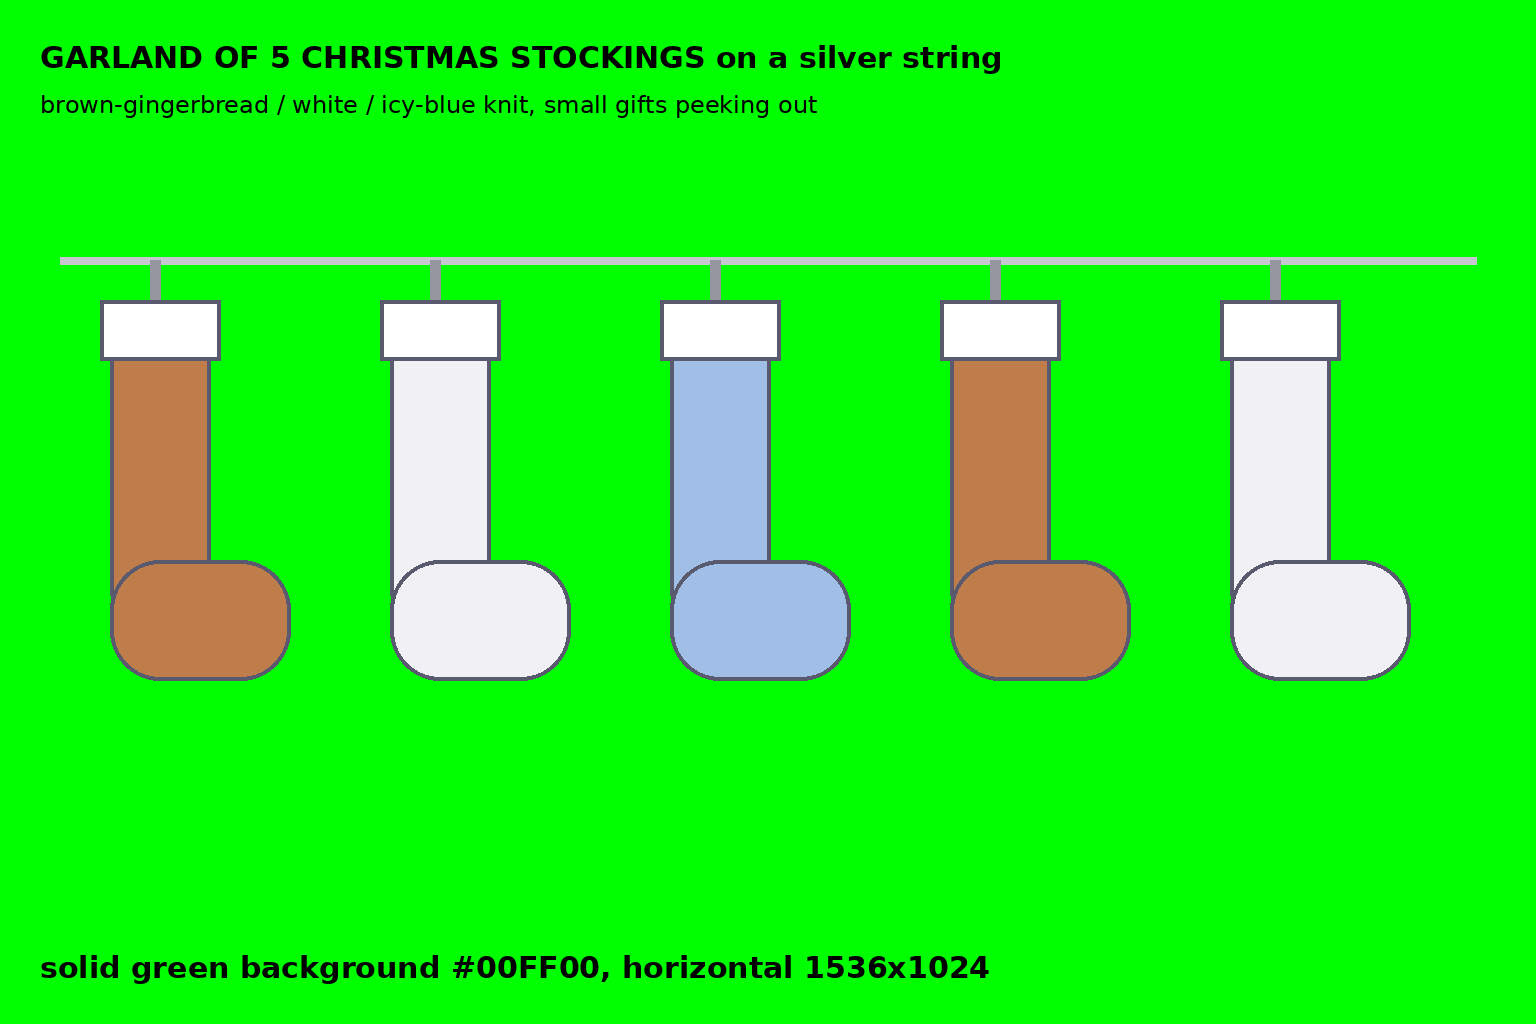 GARLAND OF 5 CHRISTMAS STOCKINGS on a silver string
brown-gingerbread / white / icy-blue knit, small gifts peeking out
solid green background #00FF00, horizontal 1536x1024